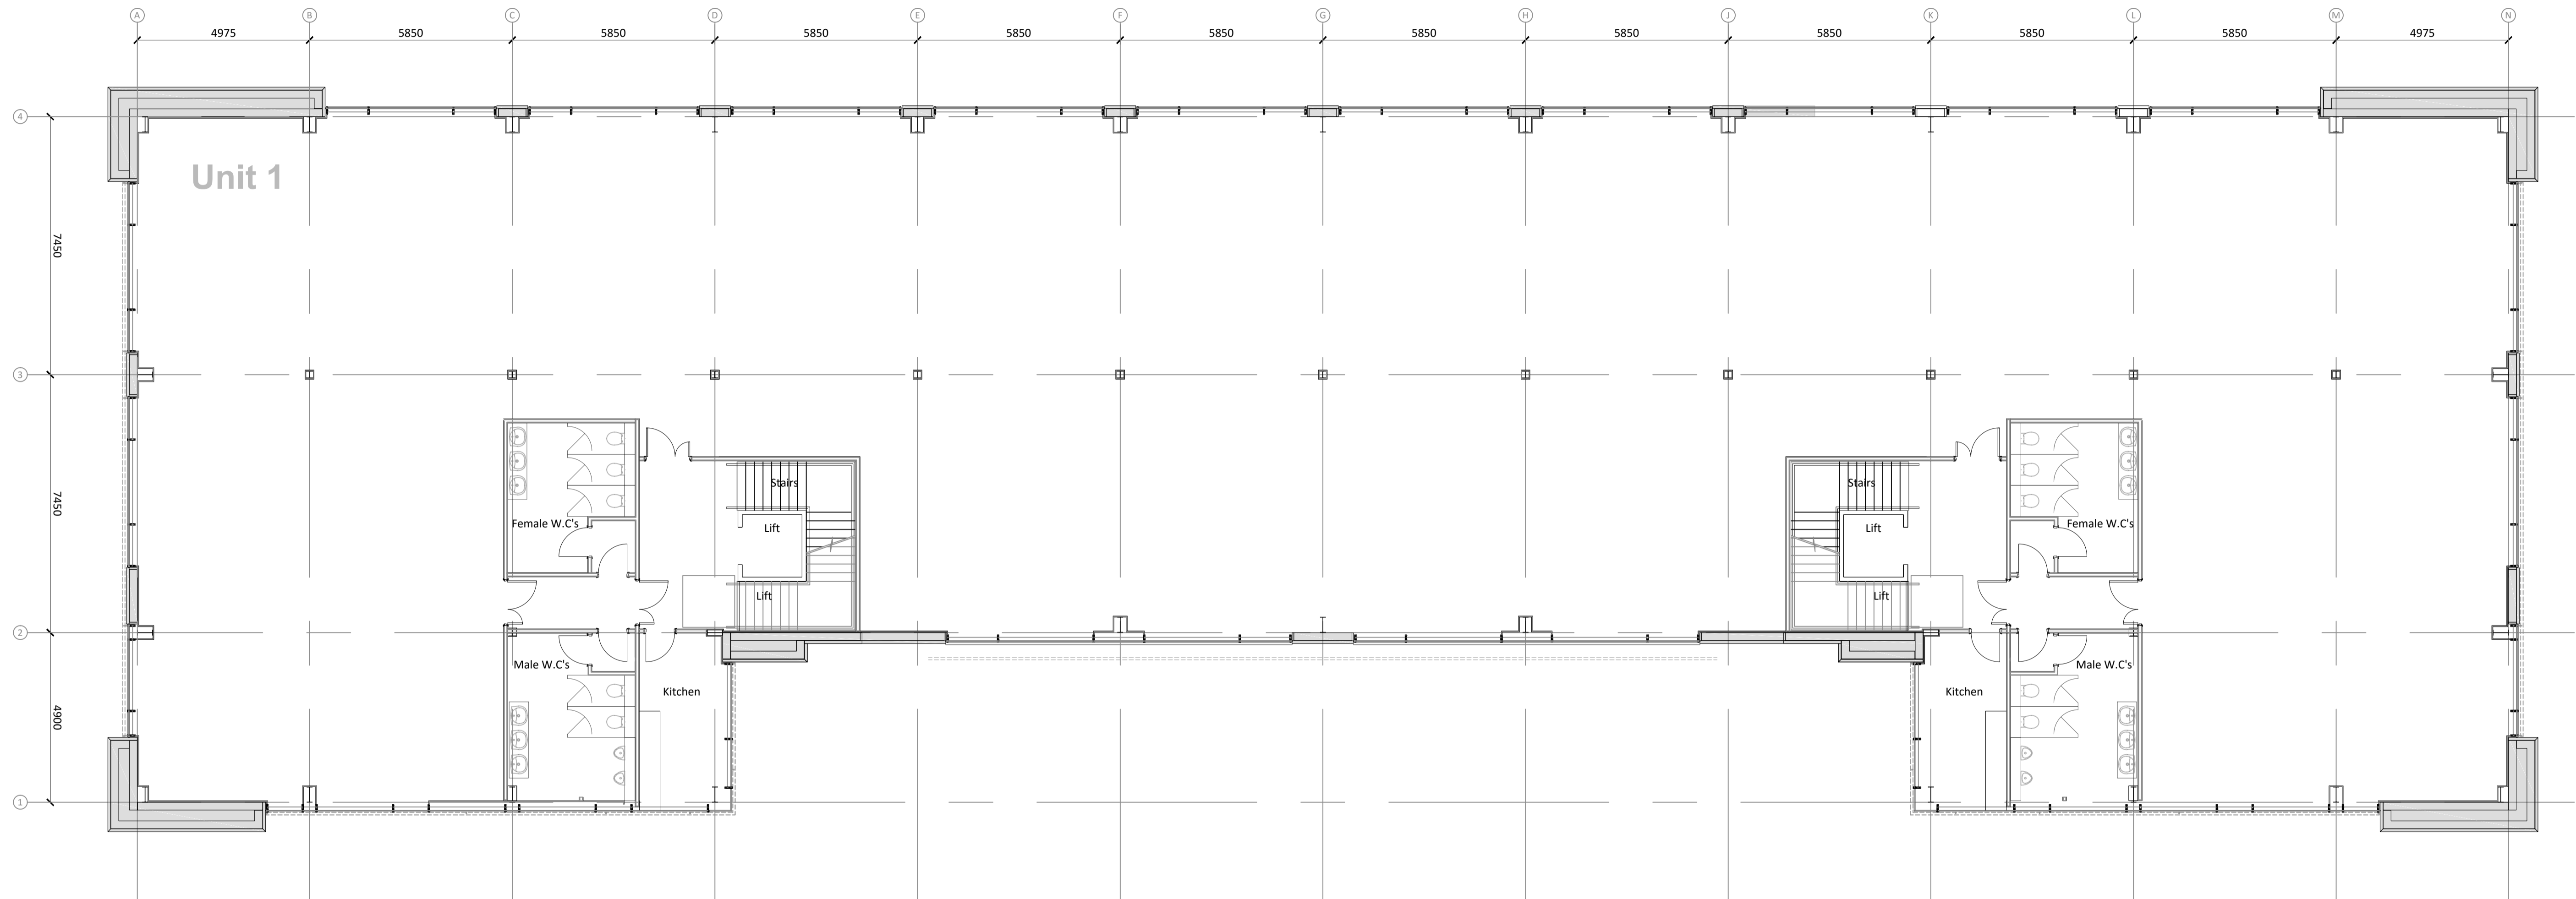 A B C D E F G H J K L M N
4975 5850 5850 5850 5850 5850 5850 5850 5850 5850 5850 4975
4
Unit 1
7450
3
Stairs Stairs
7450
Female W.C's Lift Lift Female W.C's
Lift Lift
2
Male W.C's Male W.C's
Kitchen Kitchen
4900
1